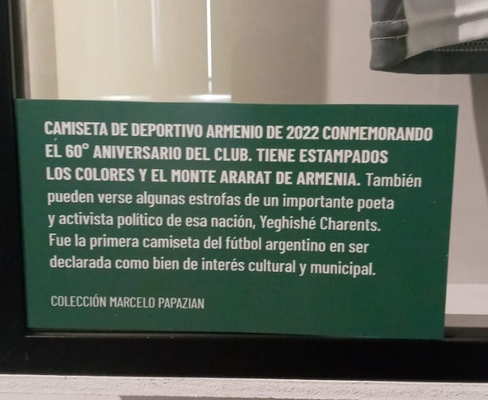 CAMISETA DE DEPORTIVO ARMENIO DE 2022 CONMEMORANDO
EL 60° ANIVERSARIO DEL CLUB. TIENE ESTAMPADOS
LOS COLORES Y EL MONTE ARARAT DE ARMENIA. También
pueden verse algunas estrofas de un importante poeta
y activista político de esa nación, Yeghishé Charents.
Fue la primera camiseta del fútbol argentino en ser
declarada como bien de interés cultural y municipal.
COLECCIÓN MARCELO PAPAZIAN